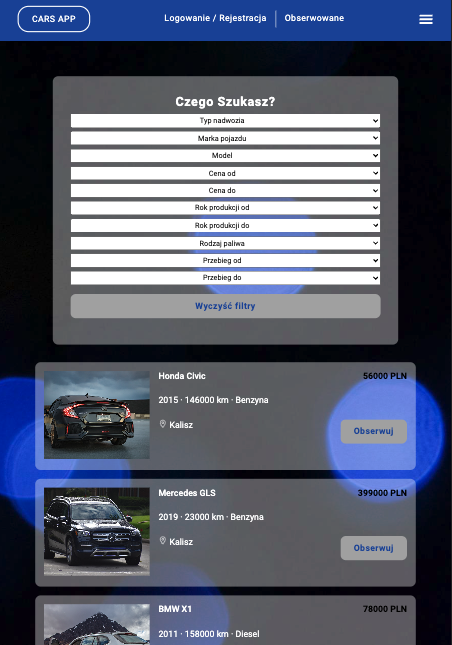 CARS APP
Logowanie / Rejestracja
Obserwowane
Czego Szukasz?
Typ nadwozia
Marka pojazdu
Model
Cena od
Cena do
Rok produkcji od
Rok produkcji do
Rodzaj paliwa
Przebieg od
Przebieg do
Wyczyść filtry
Honda Civic
56000 PLN
2015 · 146000 km · Benzyna
Kalisz
Obserwuj
Mercedes GLS
399000 PLN
2019 · 23000 km · Benzyna
Kalisz
Obserwuj
BMW X1
78000 PLN
2011 · 158000 km · Diesel